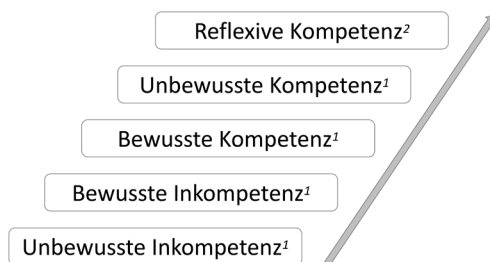 Reflexive Kompetenz²
Unbewusste Kompetenz¹
Bewusste Kompetenz¹
Bewusste Inkompetenz¹
Unbewusste Inkompetenz¹